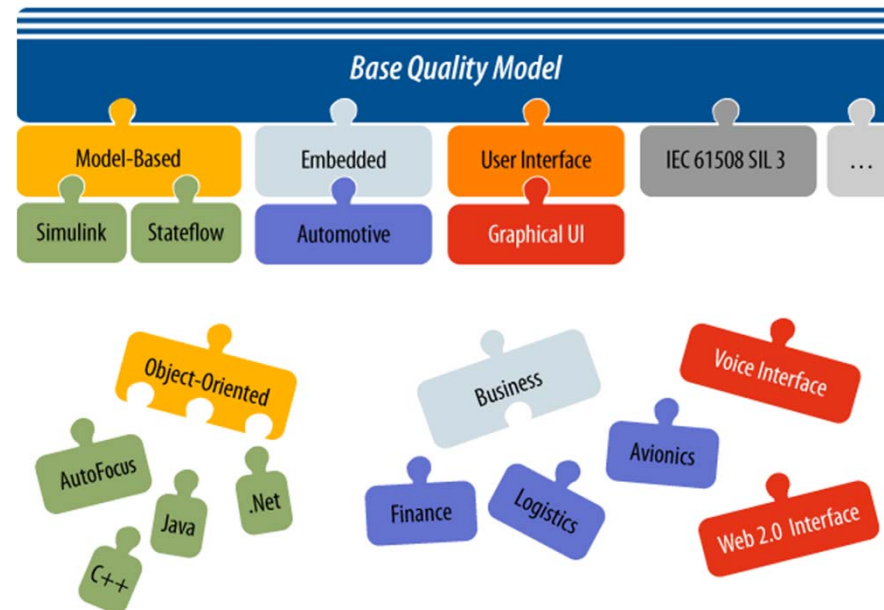 Base Quality Model
Model-Based
Embedded
User Interface
IEC 61508 SIL 3
...
Simulink
Stateflow
Automotive
Graphical UI
Object-Oriented
Business
Voice Interface
AutoFocus
Java
.Net
C++
Finance
Logistics
Avionics
Web 2.0 Interface